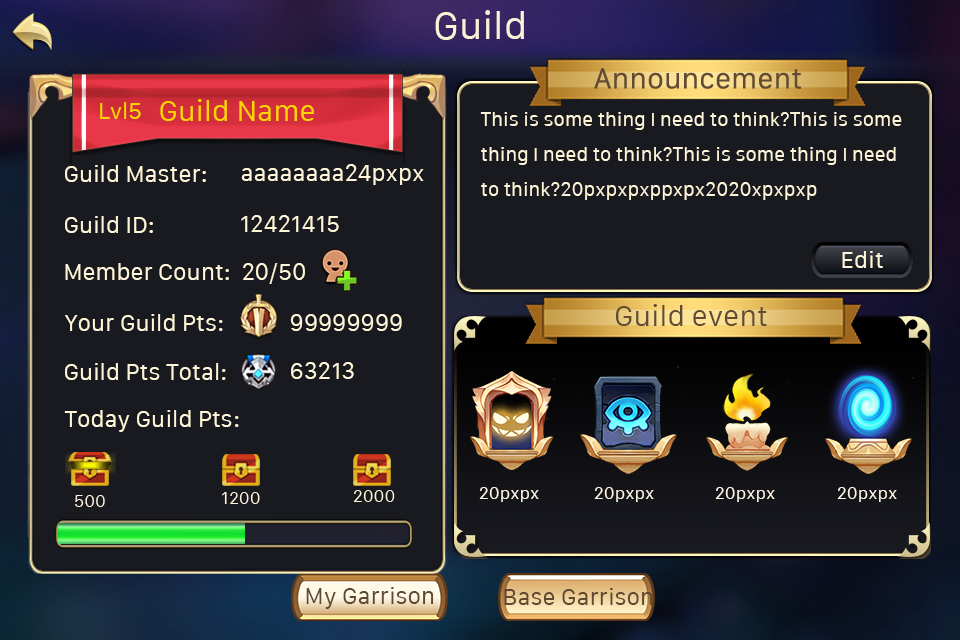 Guild
Lvl5 Guild Name
Guild Master: aaaaaaaa24pxpx
Guild ID: 12421415
Member Count: 20/50
Your Guild Pts: 99999999
Guild Pts Total: 63213
Today Guild Pts:
500 1200 2000
Announcement
This is some thing I need to think?This is some
thing I need to think?This is some thing I need
to think?20pxpxpxppxpx2020xpxpxp
Edit
Guild event
20pxpx 20pxpx 20pxpx 20pxpx
My Garrison
Base Garrison